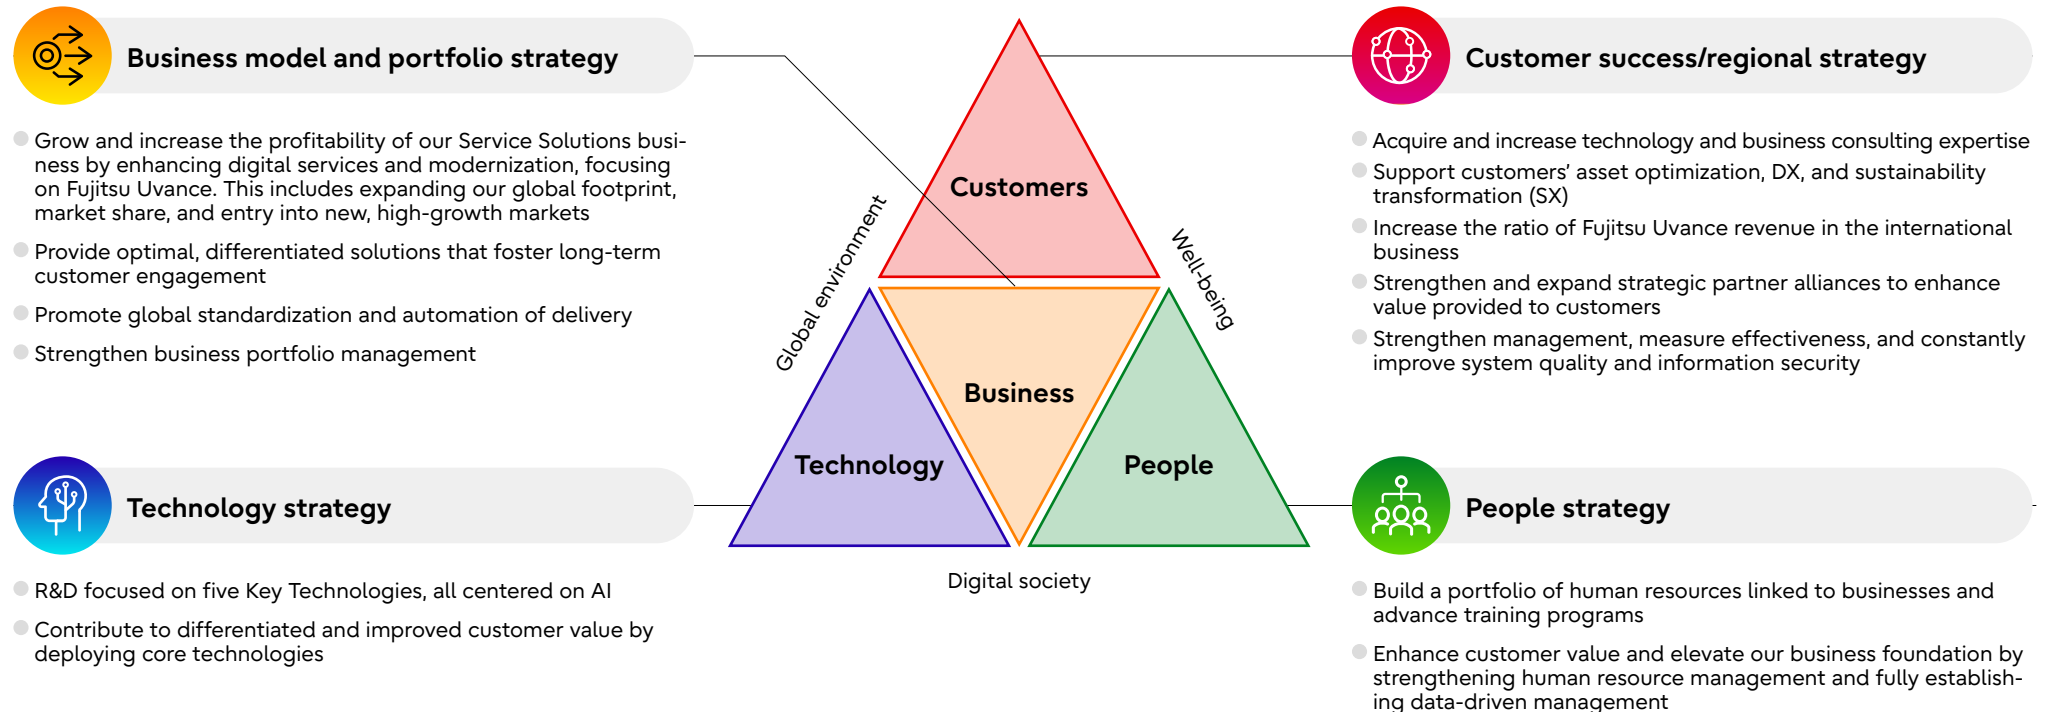 Business model and portfolio strategy
Grow and increase the profitability of our Service Solutions busi-
ness by enhancing digital services and modernization, focusing
on Fujitsu Uvance. This includes expanding our global footprint,
market share, and entry into new, high-growth markets
Provide optimal, differentiated solutions that foster long-term
customer engagement
Promote global standardization and automation of delivery
Strengthen business portfolio management
Technology strategy
R&D focused on five Key Technologies, all centered on AI
Contribute to differentiated and improved customer value by
deploying core technologies
Customers
Global environment
Well-being
Business
Technology
People
Digital society
Customer success/regional strategy
Acquire and increase technology and business consulting expertise
Support customers’ asset optimization, DX, and sustainability
transformation (SX)
Increase the ratio of Fujitsu Uvance revenue in the international
business
Strengthen and expand strategic partner alliances to enhance
value provided to customers
Strengthen management, measure effectiveness, and constantly
improve system quality and information security
People strategy
Build a portfolio of human resources linked to businesses and
advance training programs
Enhance customer value and elevate our business foundation by
strengthening human resource management and fully establish-
ing data-driven management